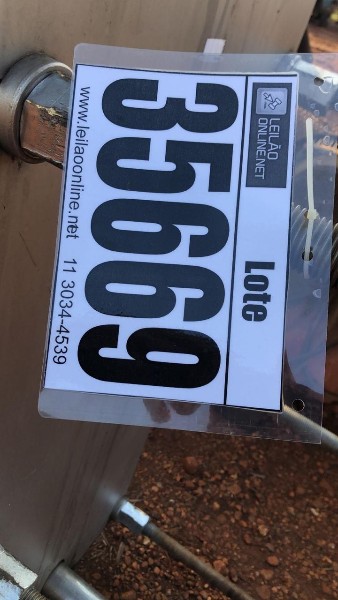 LEILÃO
ONLINE.NET
Lote
35669
www.leilaoonline.net 11 3034-4539